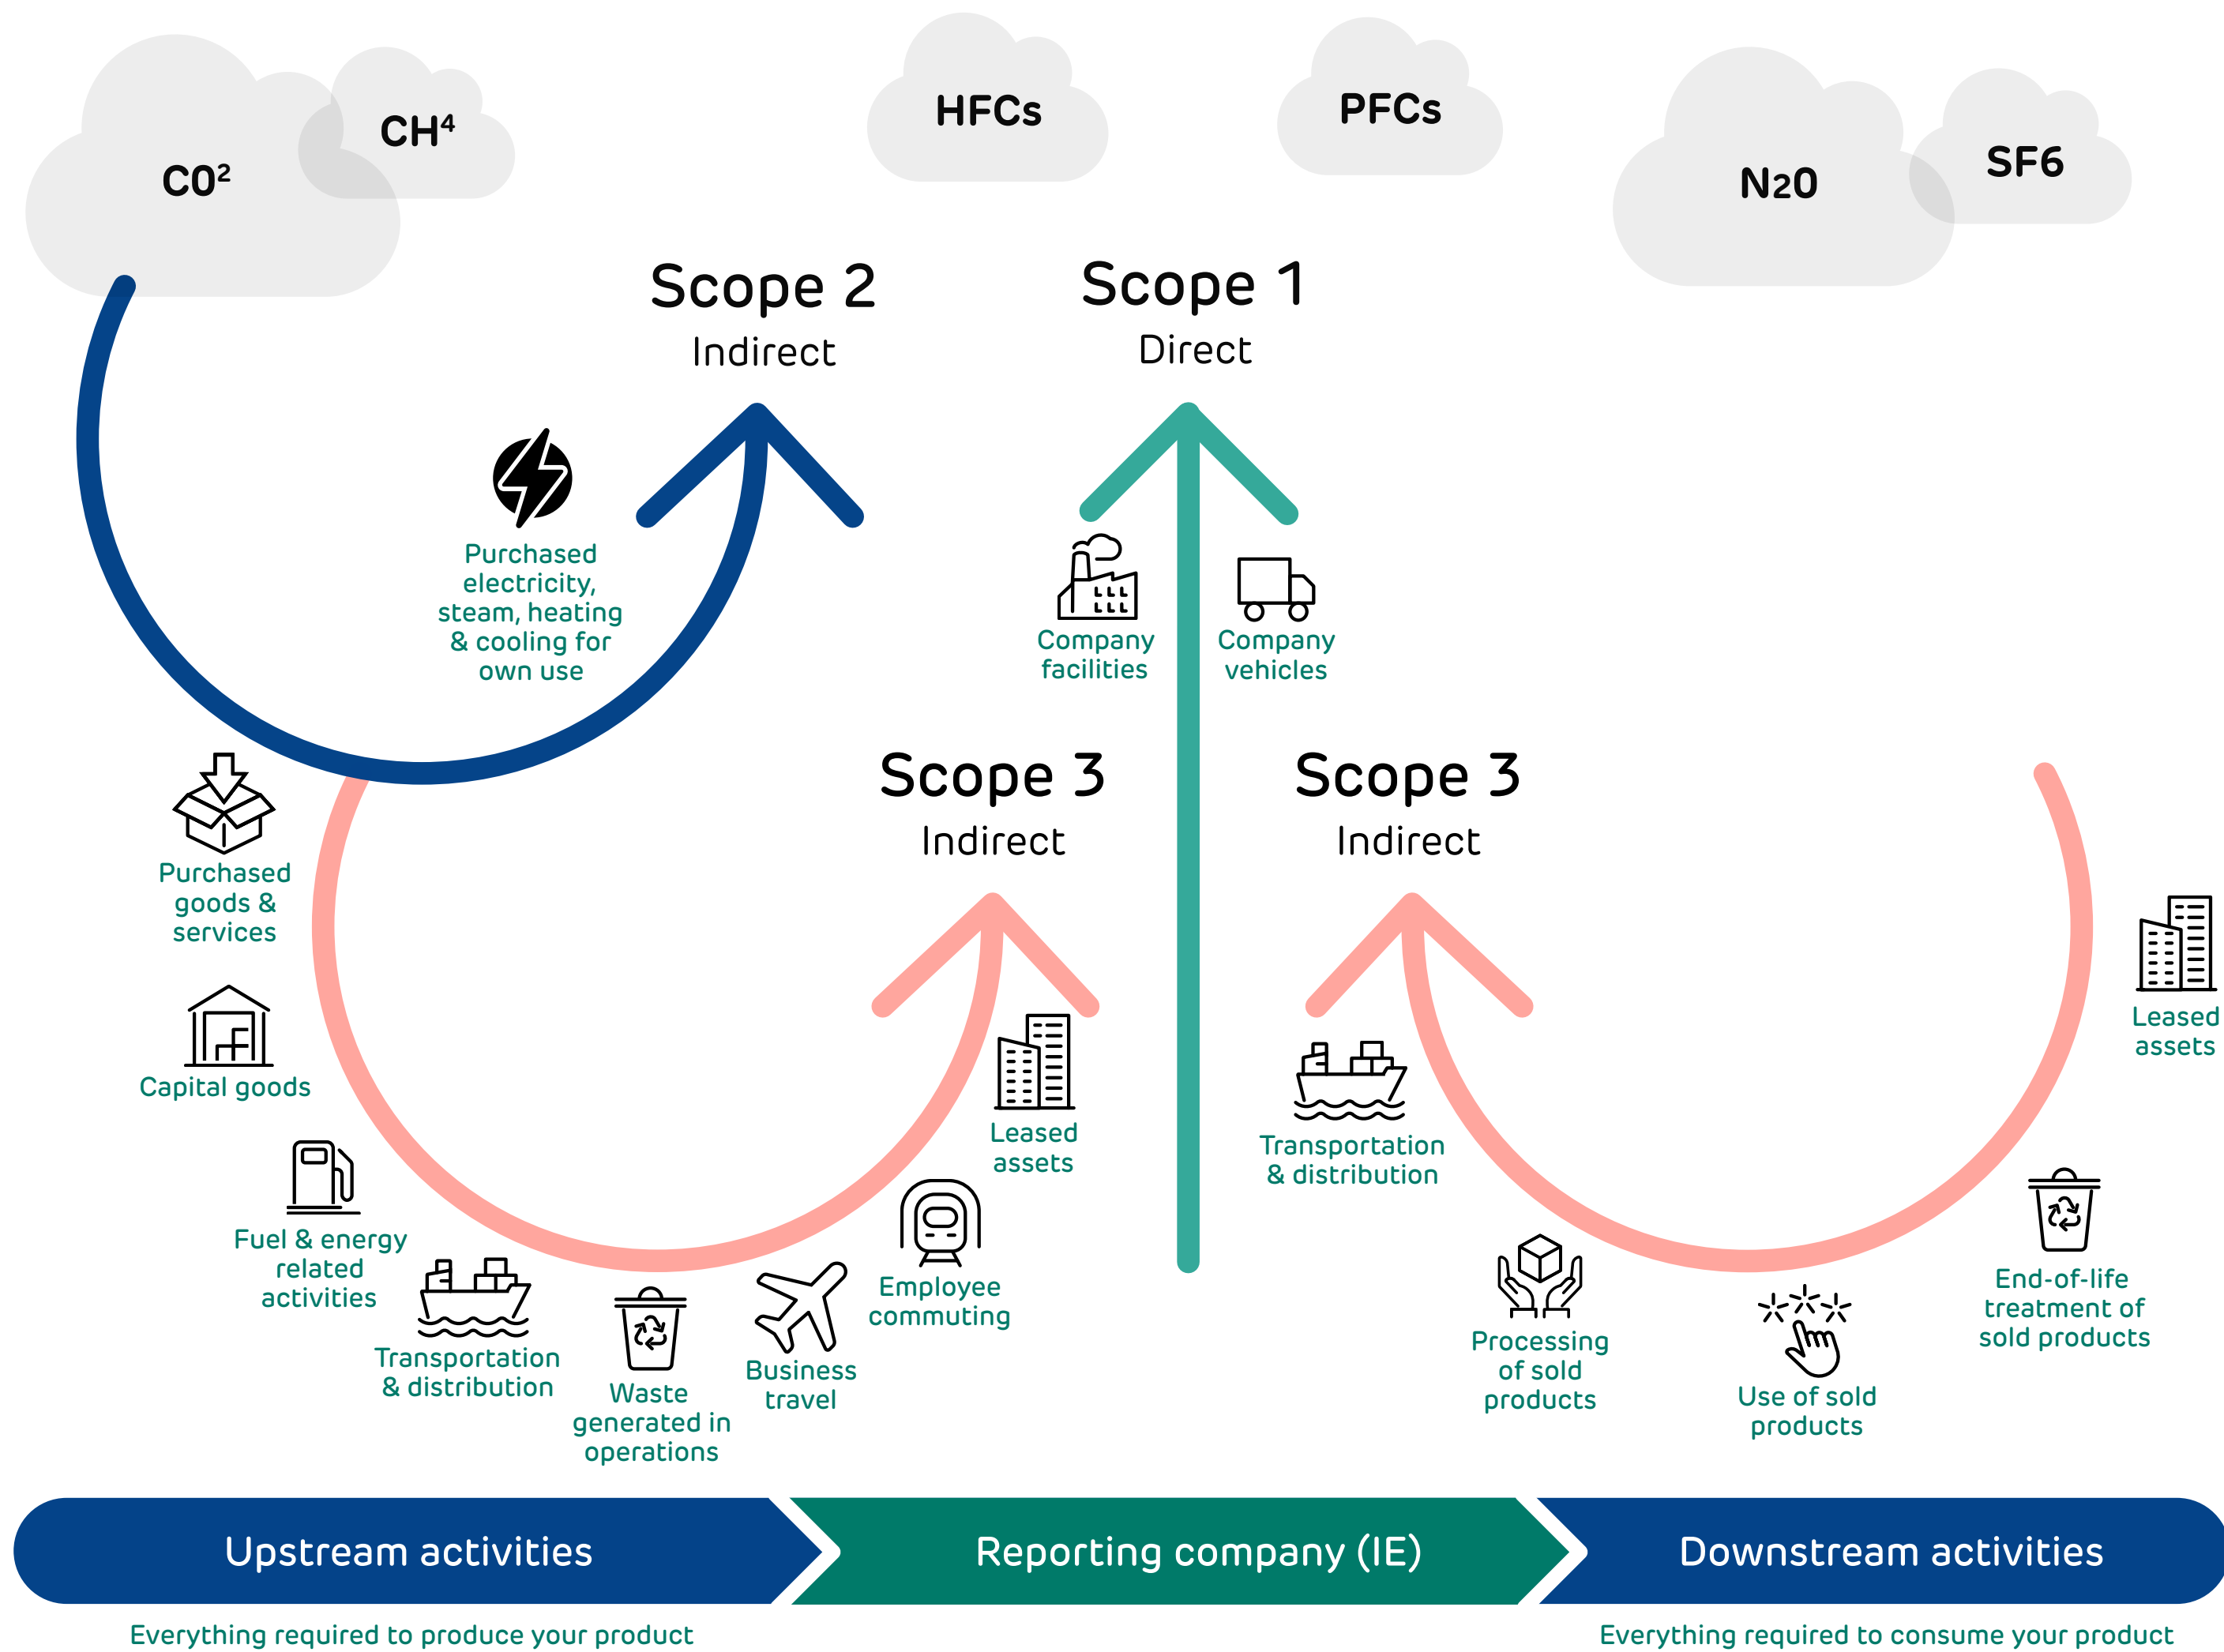 CO²
CH⁴
HFCs
PFCs
N2O
SF6
Scope 2
Indirect
Scope 1
Direct
Purchased
electricity,
steam, heating
& cooling for
own use
Company
facilities
Company
vehicles
Scope 3
Indirect
Scope 3
Indirect
Purchased
goods &
services
Capital goods
Fuel & energy
related
activities
Transportation
& distribution
Waste
generated in
operations
Business
travel
Employee
commuting
Leased
assets
Transportation
& distribution
Processing
of sold
products
Use of sold
products
End-of-life
treatment of
sold products
Leased
assets
Upstream activities
Reporting company (IE)
Downstream activities
Everything required to produce your product
Everything required to consume your product